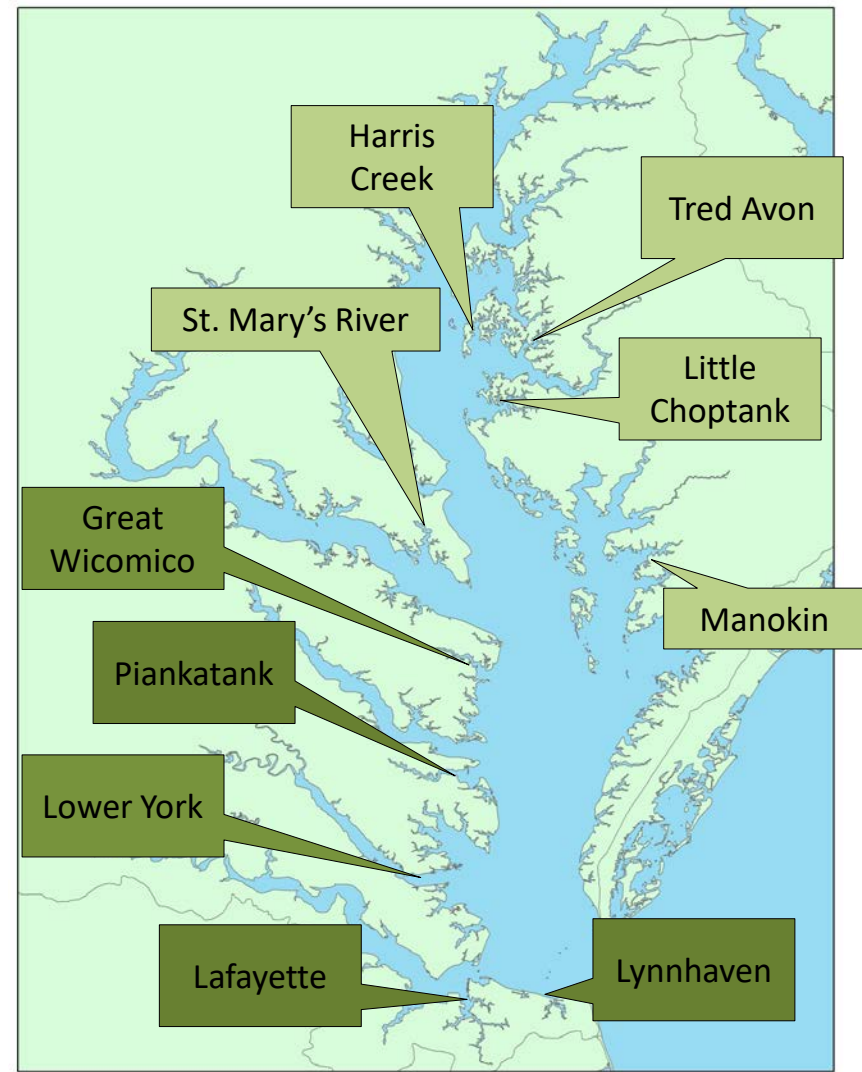 Harris
Creek
Tred Avon
St. Mary’s River
Little
Choptank
Great
Wicomico
Manokin
Piankatank
Lower York
Lafayette
Lynnhaven